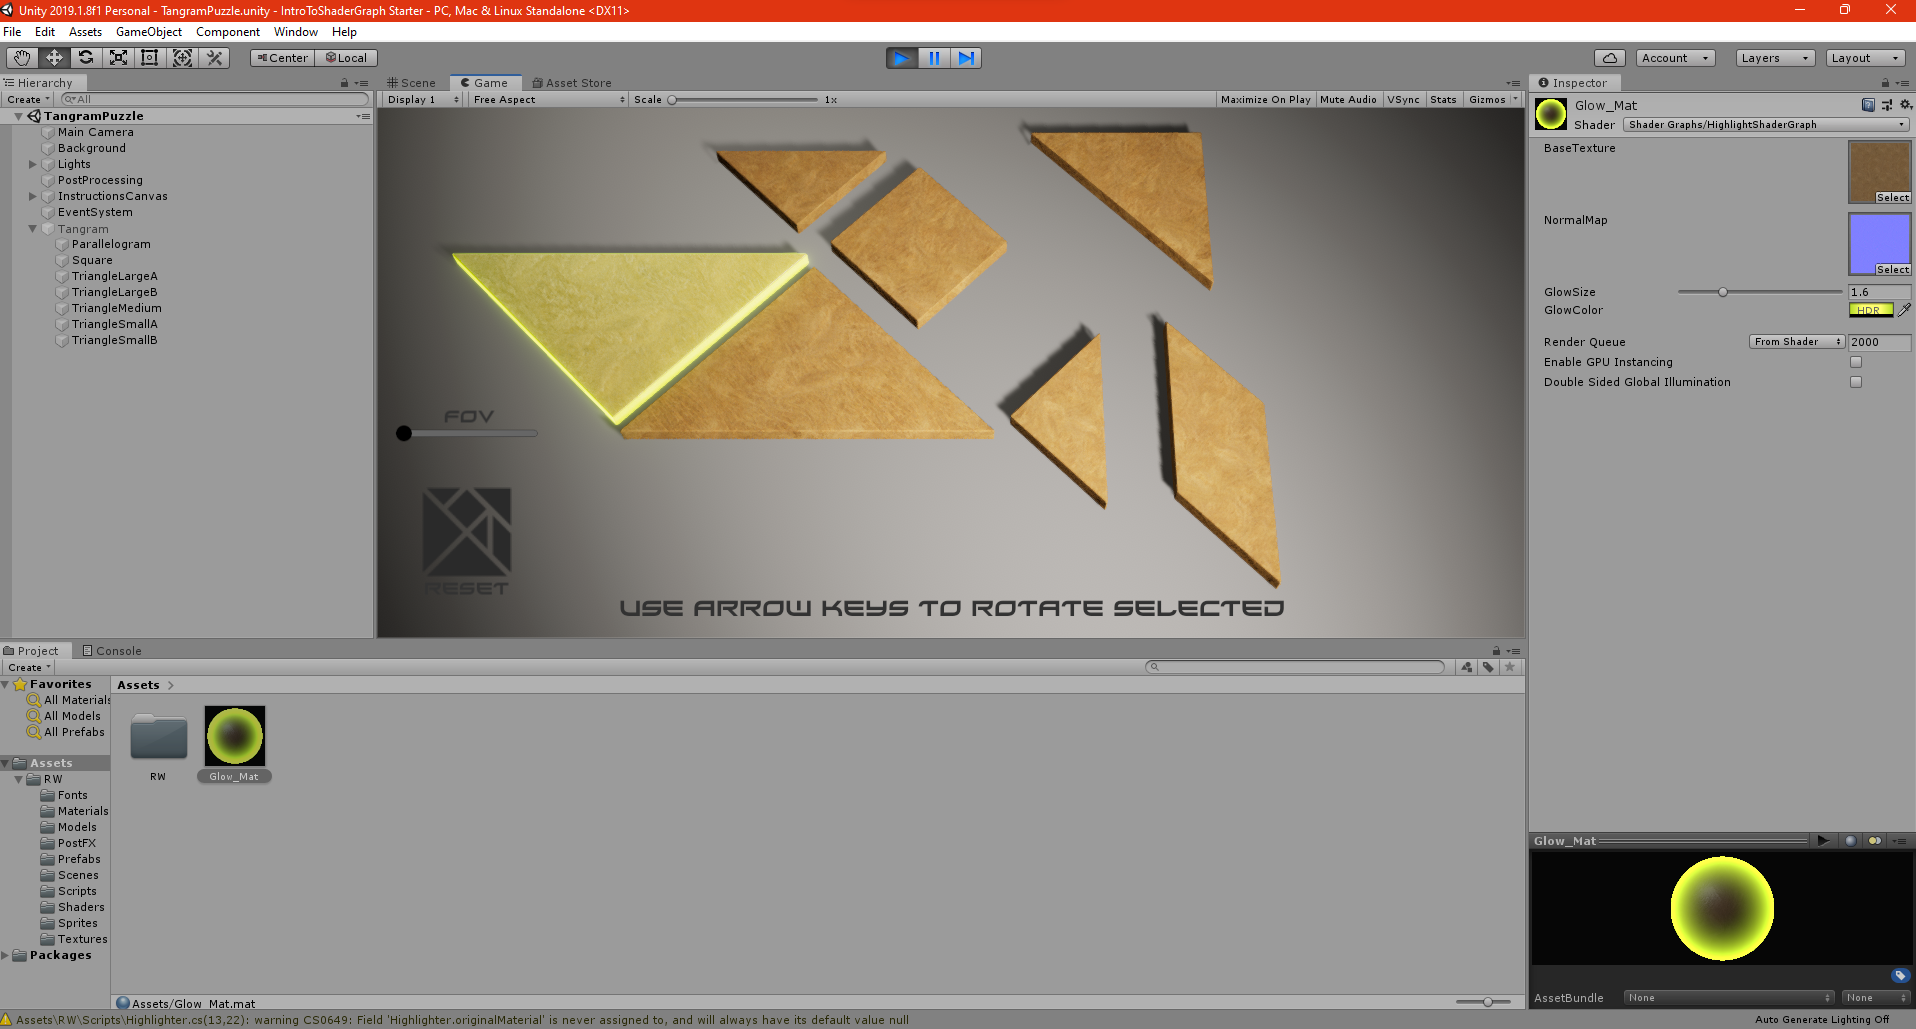 Unity 2019.1.8f1 Personal - TangramPuzzle.unity - IntroToShaderGraph Starter - PC, Mac & Linux Standalone <DX11>
File Edit Assets GameObject Component Window Help
Center Local Account Layers Layout
Hierarchy
Create All
TangramPuzzle
Main Camera
Background
Lights
PostProcessing
InstructionsCanvas
EventSystem
Tangram
Parallelogram
Square
TriangleLargeA
TriangleLargeB
TriangleMedium
TriangleSmallA
TriangleSmallB
Scene Game Asset Store
Display 1 Free Aspect Scale 1x Maximize On Play Mute Audio VSync Stats Gizmos
FOV
RESET
USE ARROW KEYS TO ROTATE SELECTED
Inspector
Glow_Mat
Shader Shader Graphs/HighlightShaderGraph
BaseTexture
Select
NormalMap
Select
GlowSize 1.6
GlowColor HDR
Render Queue From Shader 2000
Enable GPU Instancing
Double Sided Global Illumination
Project Console
Create
Favorites
All Materials
All Models
All Prefabs
Assets
RW
Fonts
Materials
Models
PostFX
Prefabs
Scenes
Scripts
Shaders
Sprites
Textures
Packages
Assets
RW Glow_Mat
Assets/Glow_Mat.mat
Glow_Mat
AssetBundle None None
Assets\RW\Scripts\Highlighter.cs(13,22): warning CS0649: Field 'Highlighter.originalMaterial' is never assigned to, and will always have its default value null
Auto Generate Lighting Off